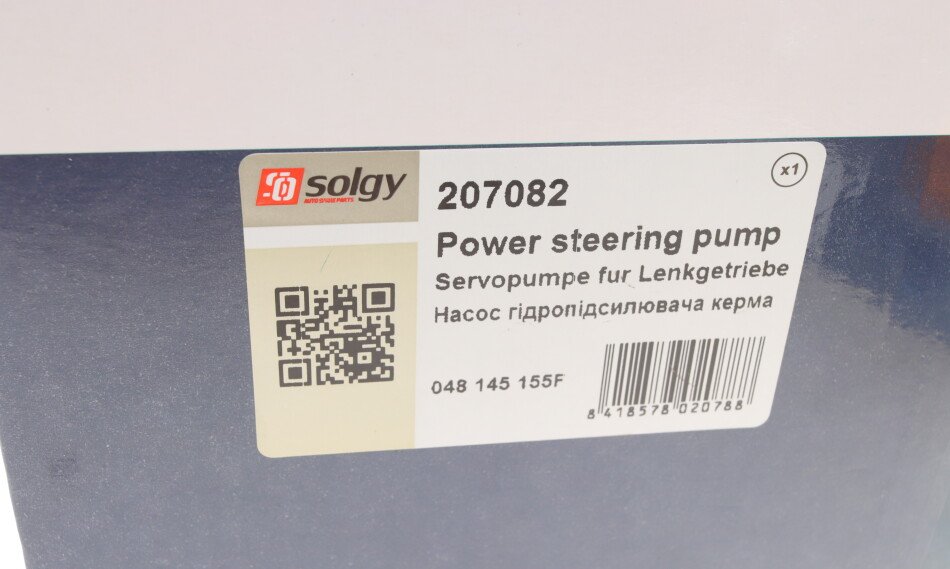 solgy
AUTO SPARE PARTS
x1
207082
Power steering pump
Servopumpe fur Lenkgetriebe
Насос гідропідсилювача керма
048 145 155F
8 418578 020788